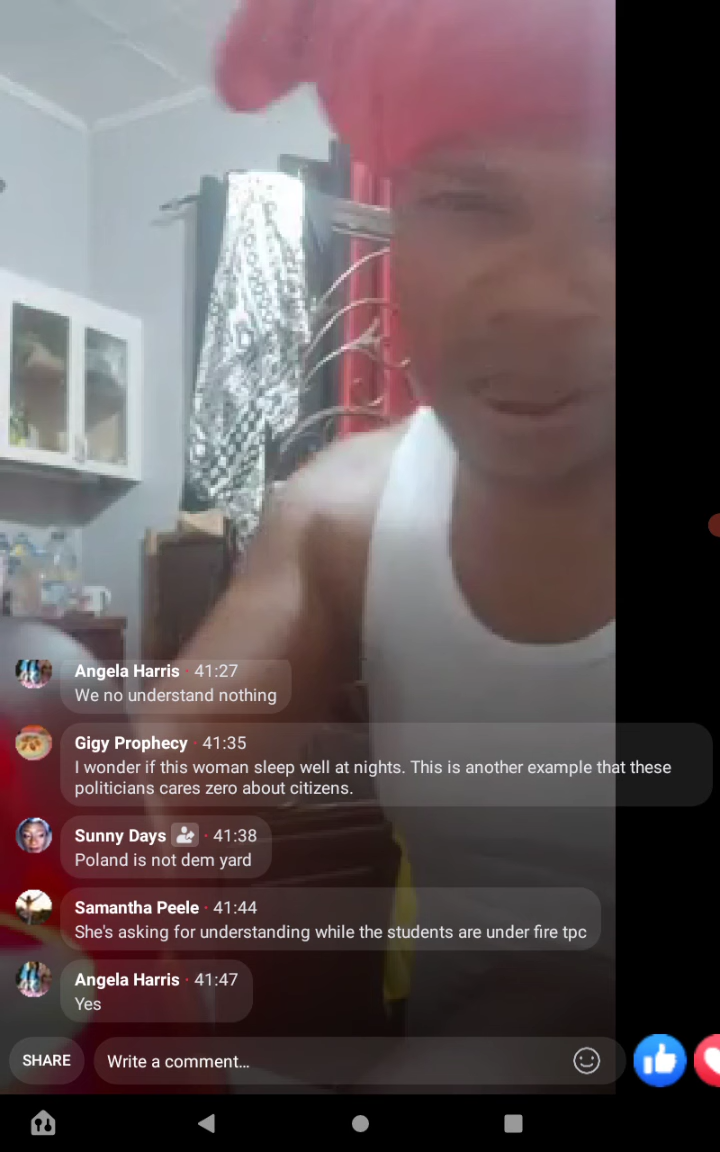 Angela Harris · 41:27
We no understand nothing
Gigy Prophecy · 41:35
I wonder if this woman sleep well at nights. This is another example that these
politicians cares zero about citizens.
Sunny Days · 41:38
Poland is not dem yard
Samantha Peele · 41:44
She's asking for understanding while the students are under fire tpc
Angela Harris · 41:47
Yes
SHARE
Write a comment...